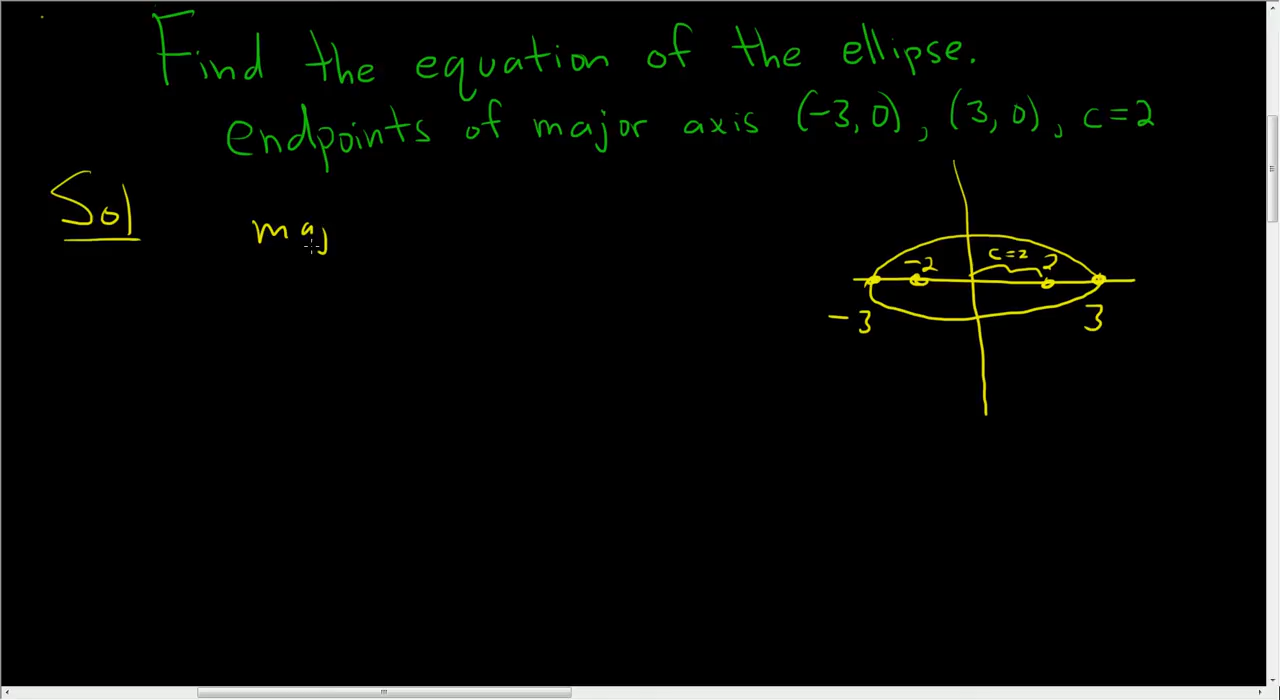 Find the equation of the ellipse.
endpoints of major axis (-3, 0), (3, 0), c=2
Sol
maj
c=2
-2
2
-3
3